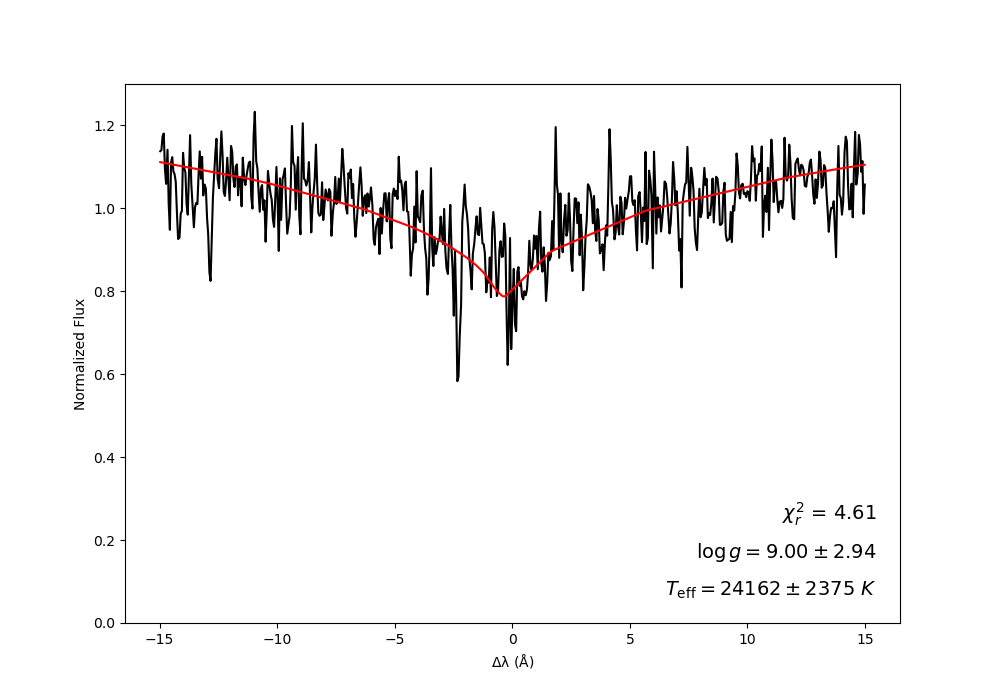 1.2
1.0
0.8
0.6
0.4
0.2
0.0
Normalized Flux
χ²ᵣ = 4.61
log g = 9.00 ± 2.94
T_eff = 24162 ± 2375 K
−15 −10 −5 0 5 10 15
Δλ (Å)